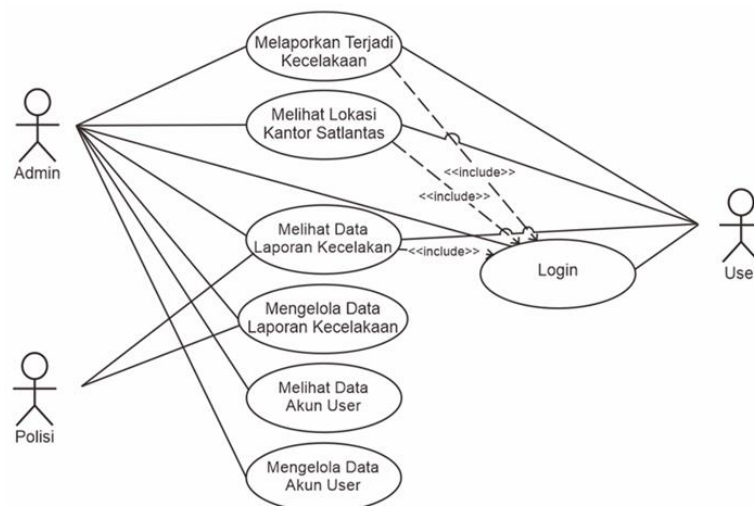 Melaporkan Terjadi
Kecelakaan
Melihat Lokasi
Kantor Satlantas
Admin
<<include>>
<<include>>
Melihat Data
Laporan Kecelakan
<<include>>
Login
Use
Mengelola Data
Laporan Kecelakaan
Polisi
Melihat Data
Akun User
Mengelola Data
Akun User